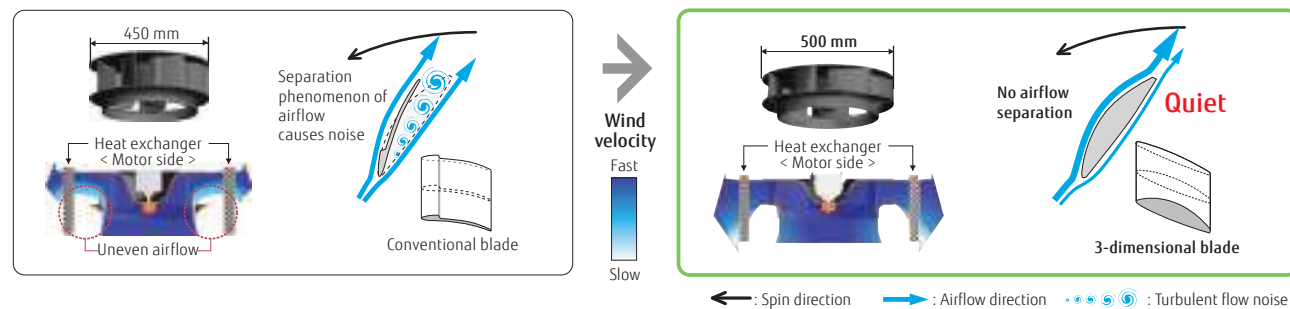 450 mm
Separation
phenomenon of
airflow
causes noise
Heat exchanger
< Motor side >
Uneven airflow
Conventional blade
Wind
velocity
Fast
Slow
500 mm
No airflow
separation
Quiet
Heat exchanger
< Motor side >
3-dimensional blade
: Spin direction
: Airflow direction
: Turbulent flow noise